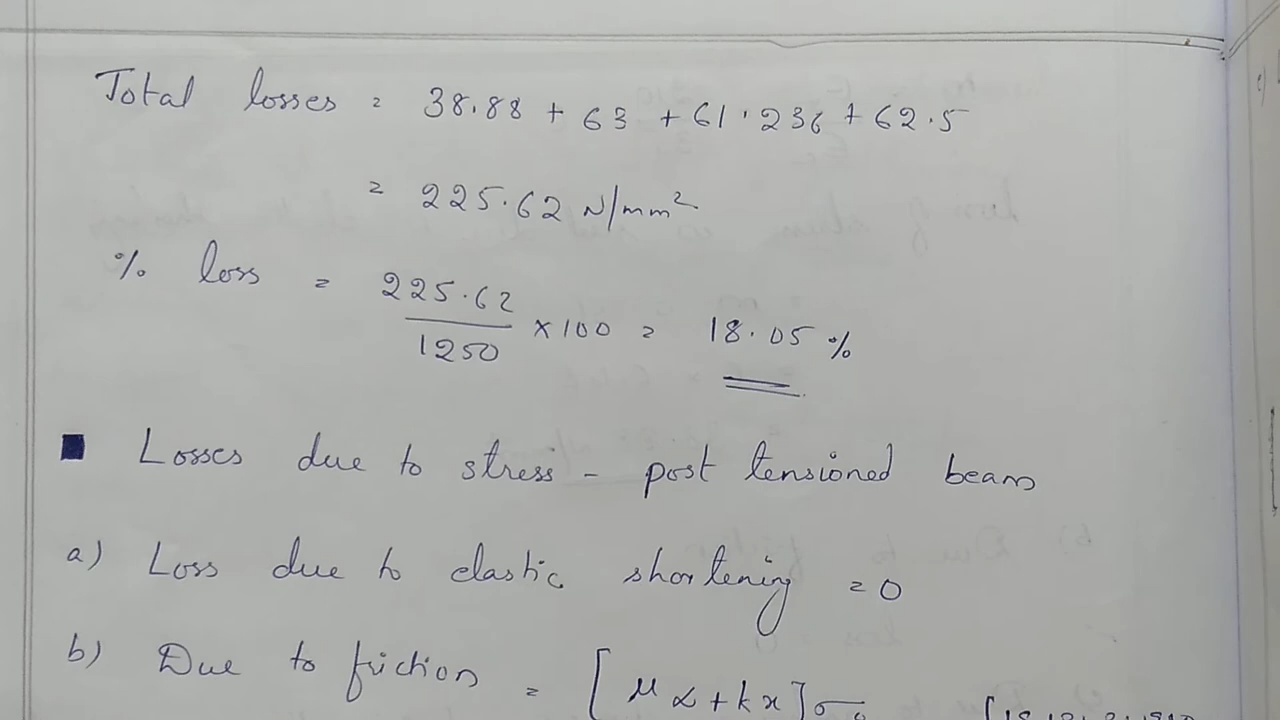 Total losses = 38.88 + 63 + 61.236 + 62.5
= 225.62 N/mm²
% loss = 225.62 / 1250 × 100 = 18.05 %
■ Losses due to stress - post tensioned beam
a) Loss due to elastic shortening = 0
b) Due to friction = [μα + kx]σ₀